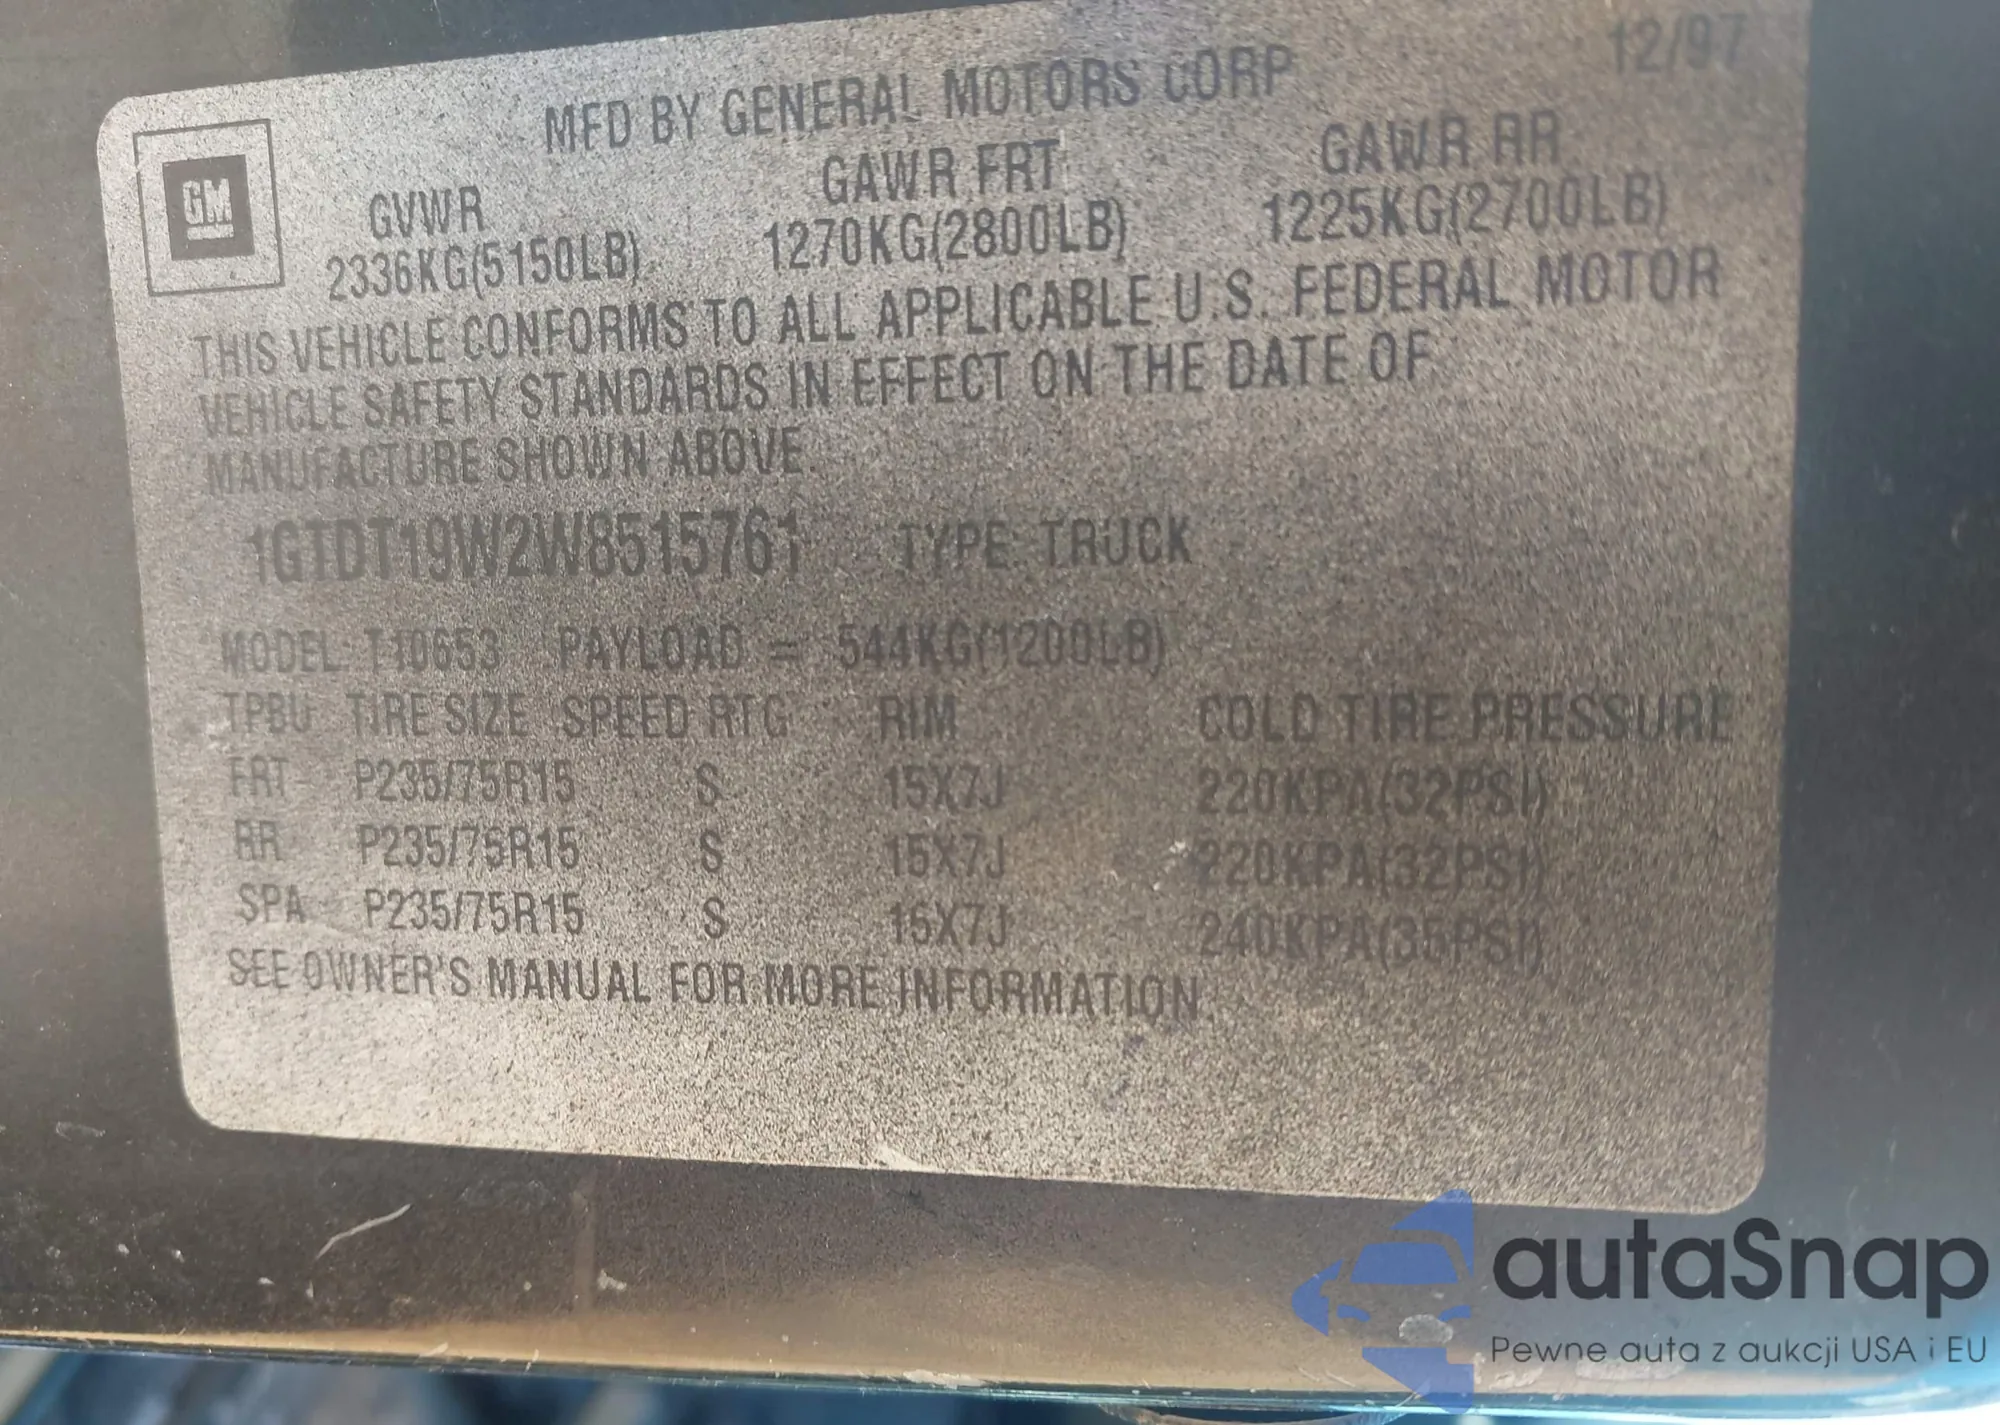 12/97
MFD BY GENERAL MOTORS CORP
GM
GVWR GAWR FRT GAWR RR
2336KG(5150LB) 1270KG(2800LB) 1225KG(2700LB)
THIS VEHICLE CONFORMS TO ALL APPLICABLE U.S. FEDERAL MOTOR
VEHICLE SAFETY STANDARDS IN EFFECT ON THE DATE OF
MANUFACTURE SHOWN ABOVE.
1GTDT19W2W8515761 TYPE: TRUCK
MODEL: T10653 PAYLOAD = 544KG(1200LB)
TPBU TIRE SIZE SPEED RTG RIM COLD TIRE PRESSURE
FRT P235/75R15 S 15X7J 220KPA(32PSI)
RR P235/75R15 S 15X7J 220KPA(32PSI)
SPA P235/75R15 S 15X7J 240KPA(35PSI)
SEE OWNER'S MANUAL FOR MORE INFORMATION.
autaSnap
Pewne auta z aukcji USA i EU